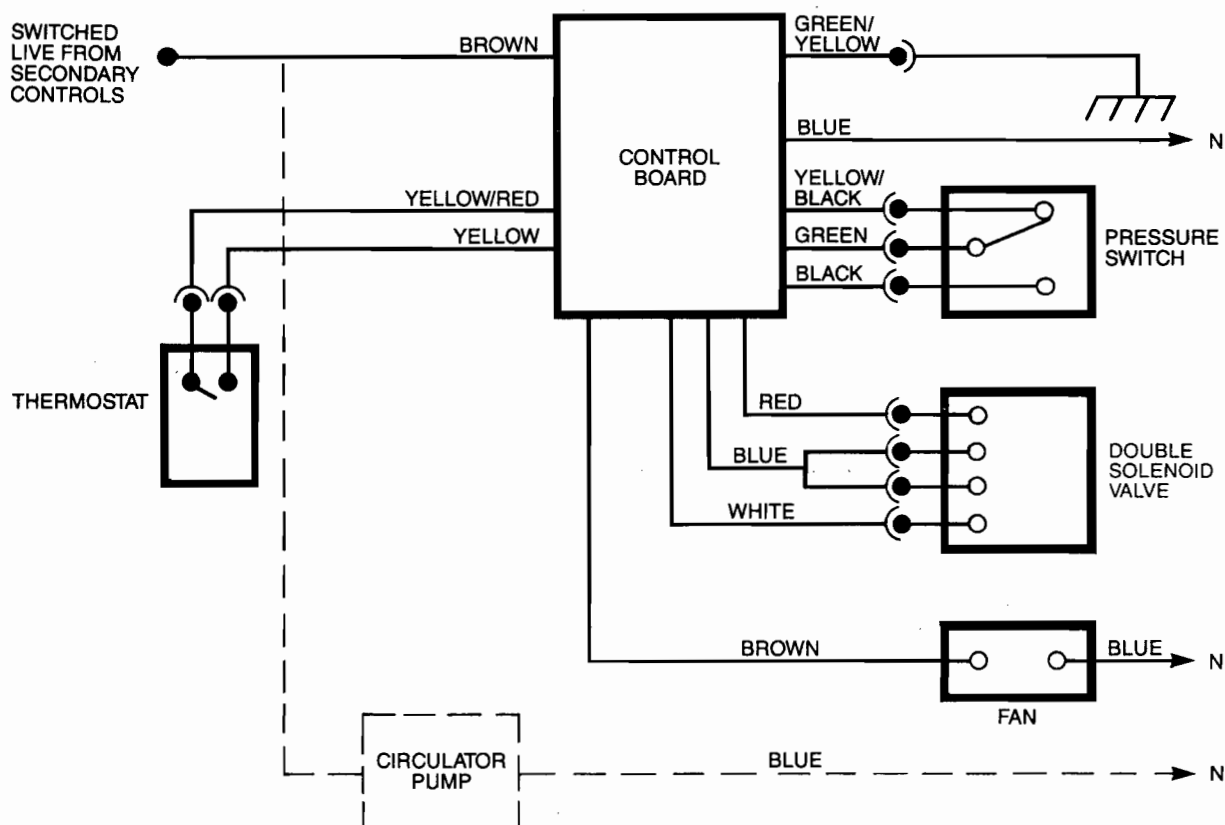 SWITCHED
LIVE FROM
SECONDARY
CONTROLS
BROWN
GREEN/
YELLOW
BLUE
N
CONTROL
BOARD
YELLOW/RED
YELLOW
YELLOW/
BLACK
GREEN
BLACK
PRESSURE
SWITCH
THERMOSTAT
RED
BLUE
WHITE
DOUBLE
SOLENOID
VALVE
BROWN
BLUE
N
FAN
CIRCULATOR
PUMP
BLUE
N